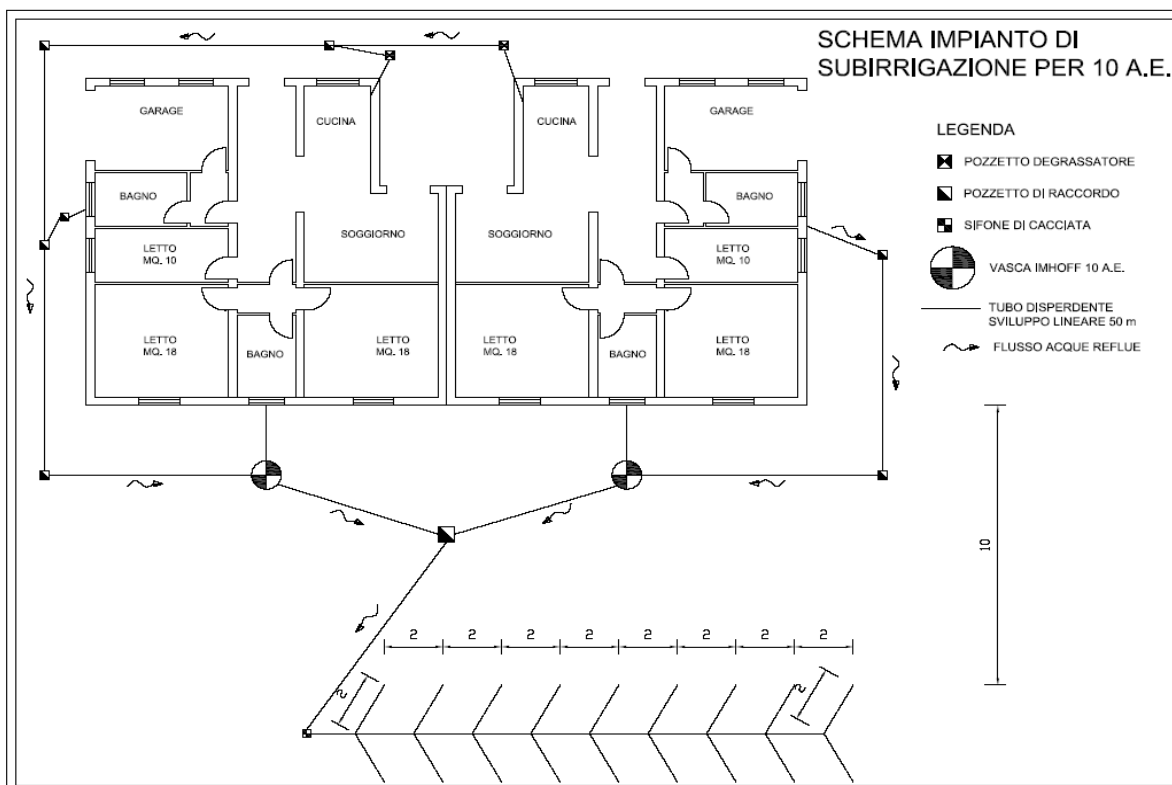 SCHEMA IMPIANTO DI
SUBIRRIGAZIONE PER 10 A.E.
LEGENDA
POZZETTO DEGRASSATORE
POZZETTO DI RACCORDO
SIFONE DI CACCIATA
VASCA IMHOFF 10 A.E.
TUBO DISPERDENTE
SVILUPPO LINEARE 50 m
FLUSSO ACQUE REFLUE
GARAGE
CUCINA
CUCINA
GARAGE
BAGNO
BAGNO
SOGGIORNO
SOGGIORNO
LETTO
MQ. 10
LETTO
MQ. 10
LETTO
MQ. 18
BAGNO
LETTO
MQ. 18
LETTO
MQ. 18
BAGNO
LETTO
MQ. 18
10
2 2 2 2 2 2 2 2
2
2